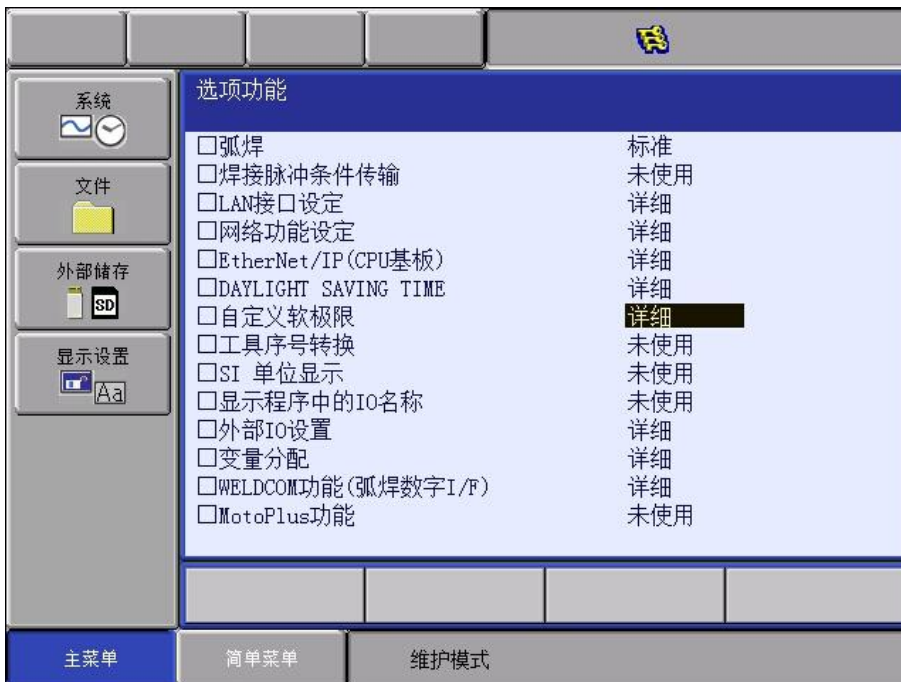 系统
文件
外部储存
SD
显示设置
Aa
选项功能
□弧焊 标准
□焊接脉冲条件传输 未使用
□LAN接口设定 详细
□网络功能设定 详细
□EtherNet/IP(CPU基板) 详细
□DAYLIGHT SAVING TIME 详细
□自定义软极限 详细
□工具序号转换 未使用
□SI 单位显示 未使用
□显示程序中的IO名称 未使用
□外部IO设置 详细
□变量分配 详细
□WELDCOM功能(弧焊数字I/F) 详细
□MotoPlus功能 未使用
主菜单 简单菜单 维护模式